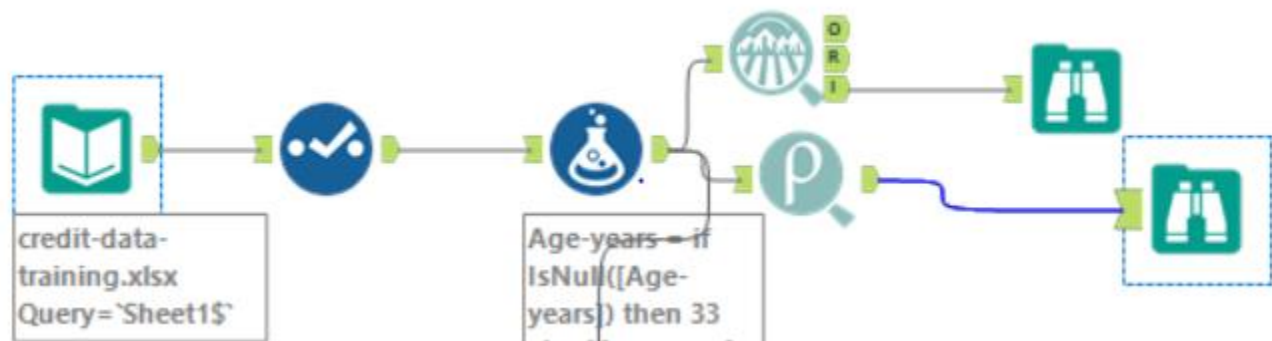 O
R
I
ρ
credit-data-
training.xlsx
Query=`Sheet1$`
Age-years = if
IsNull([Age-
years]) then 33